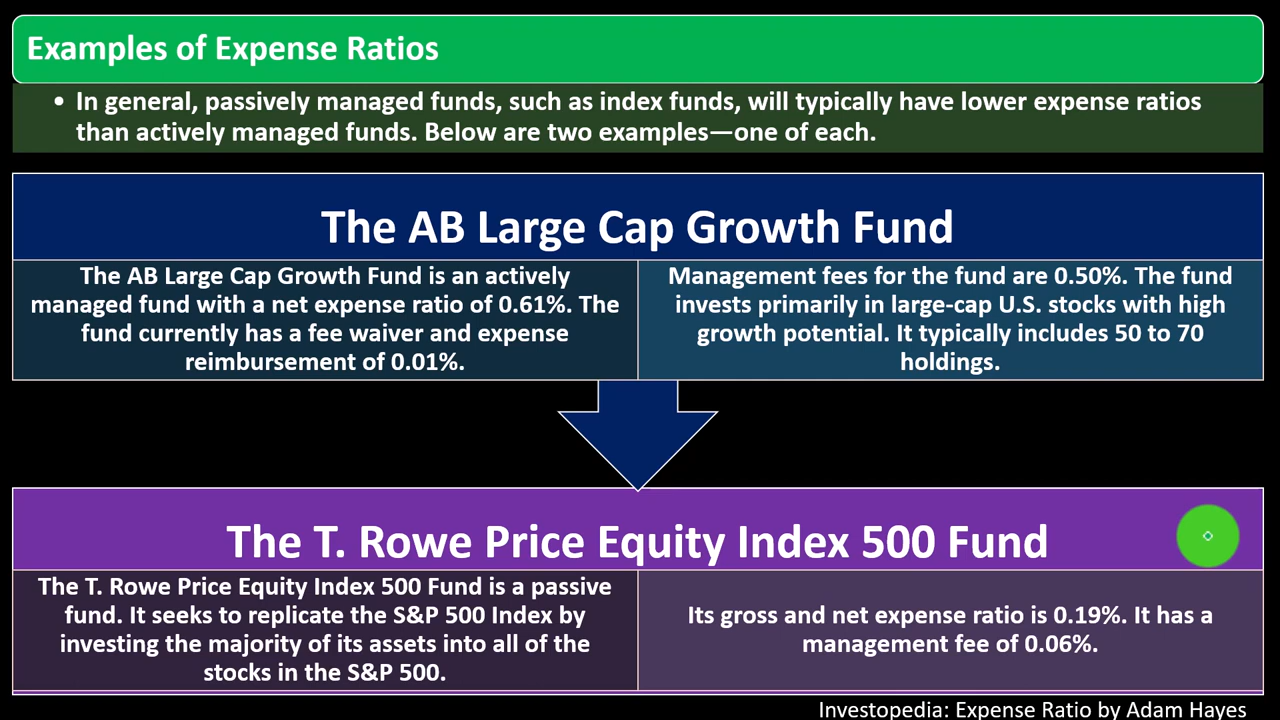 Examples of Expense Ratios
• In general, passively managed funds, such as index funds, will typically have lower expense ratios
than actively managed funds. Below are two examples—one of each.
The AB Large Cap Growth Fund
The AB Large Cap Growth Fund is an actively
managed fund with a net expense ratio of 0.61%. The
fund currently has a fee waiver and expense
reimbursement of 0.01%.
Management fees for the fund are 0.50%. The fund
invests primarily in large-cap U.S. stocks with high
growth potential. It typically includes 50 to 70
holdings.
The T. Rowe Price Equity Index 500 Fund
The T. Rowe Price Equity Index 500 Fund is a passive
fund. It seeks to replicate the S&P 500 Index by
investing the majority of its assets into all of the
stocks in the S&P 500.
Its gross and net expense ratio is 0.19%. It has a
management fee of 0.06%.
Investopedia: Expense Ratio by Adam Hayes